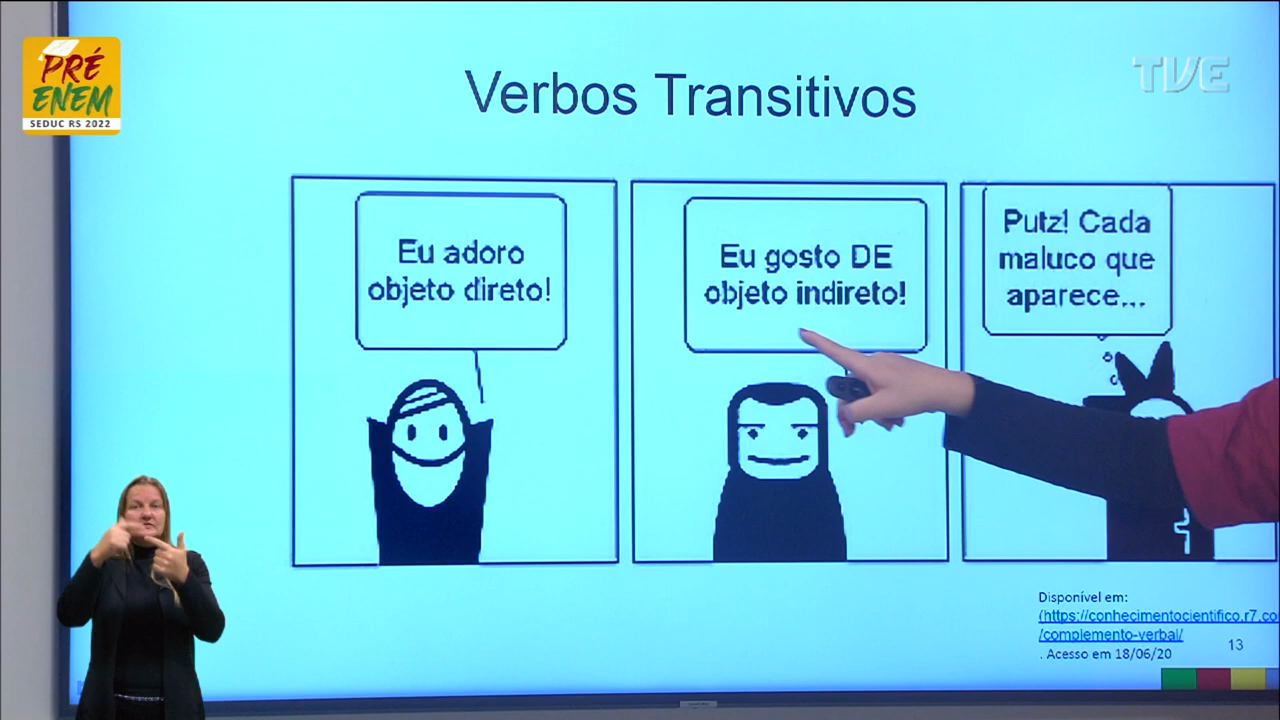 PRÉ
ENEM
SEDUC RS 2022
TVE
Verbos Transitivos
Eu adoro
objeto direto!
Eu gosto DE
objeto indireto!
Putz! Cada
maluco que
aparece...
Disponível em:
(https://conhecimentocientifico.r7.co
/complemento-verbal/
. Acesso em 18/06/20
13